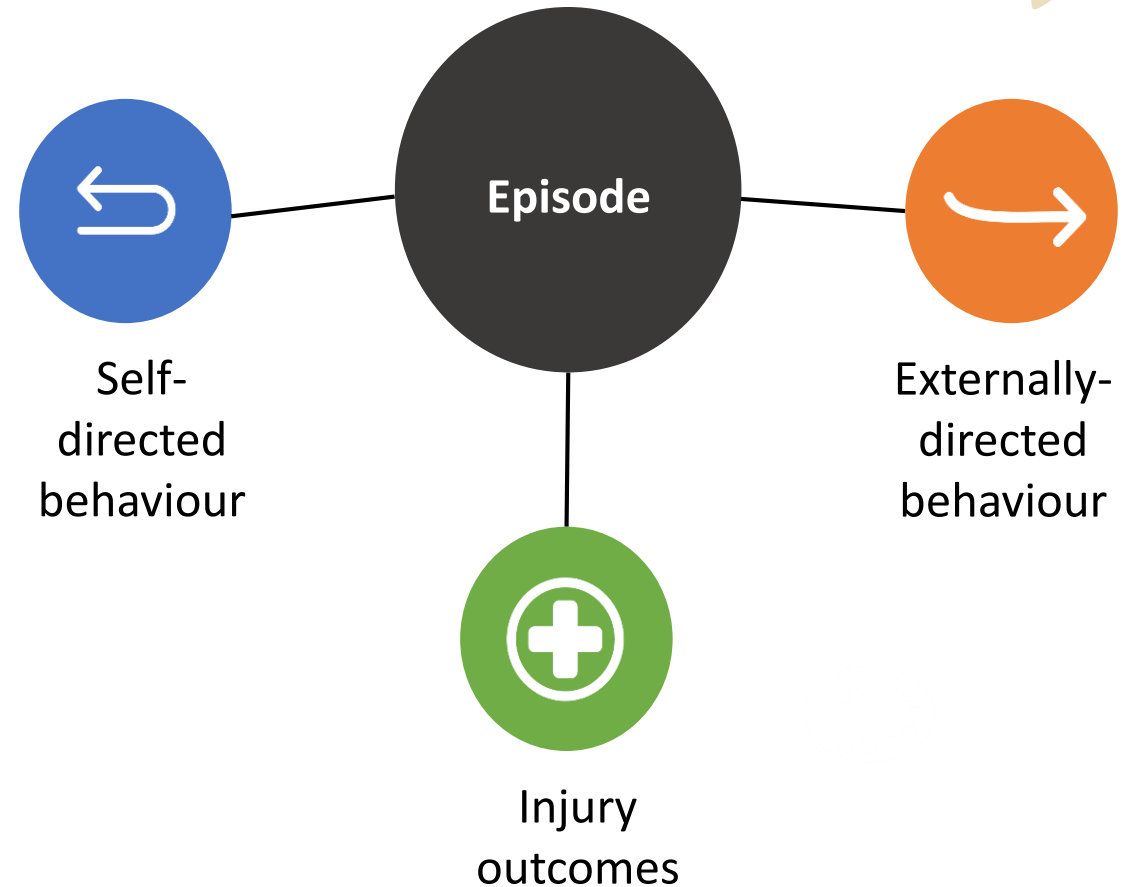 Episode
Self-
directed
behaviour
Externally-
directed
behaviour
Injury
outcomes